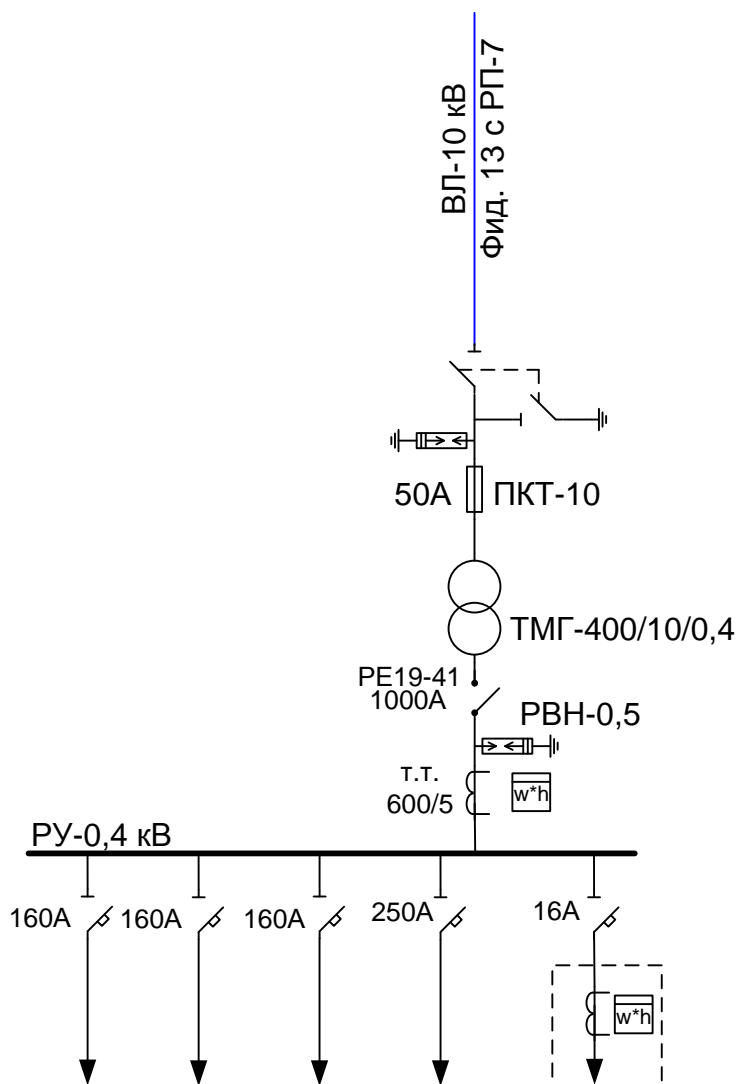 ВЛ-10 кВ
Фид. 13 с РП-7
50А ПКТ-10
ТМГ-400/10/0,4
РЕ19-41
1000А
РВН-0,5
т.т.
600/5
w*h
РУ-0,4 кВ
160А 160А 160А 250А 16А
w*h